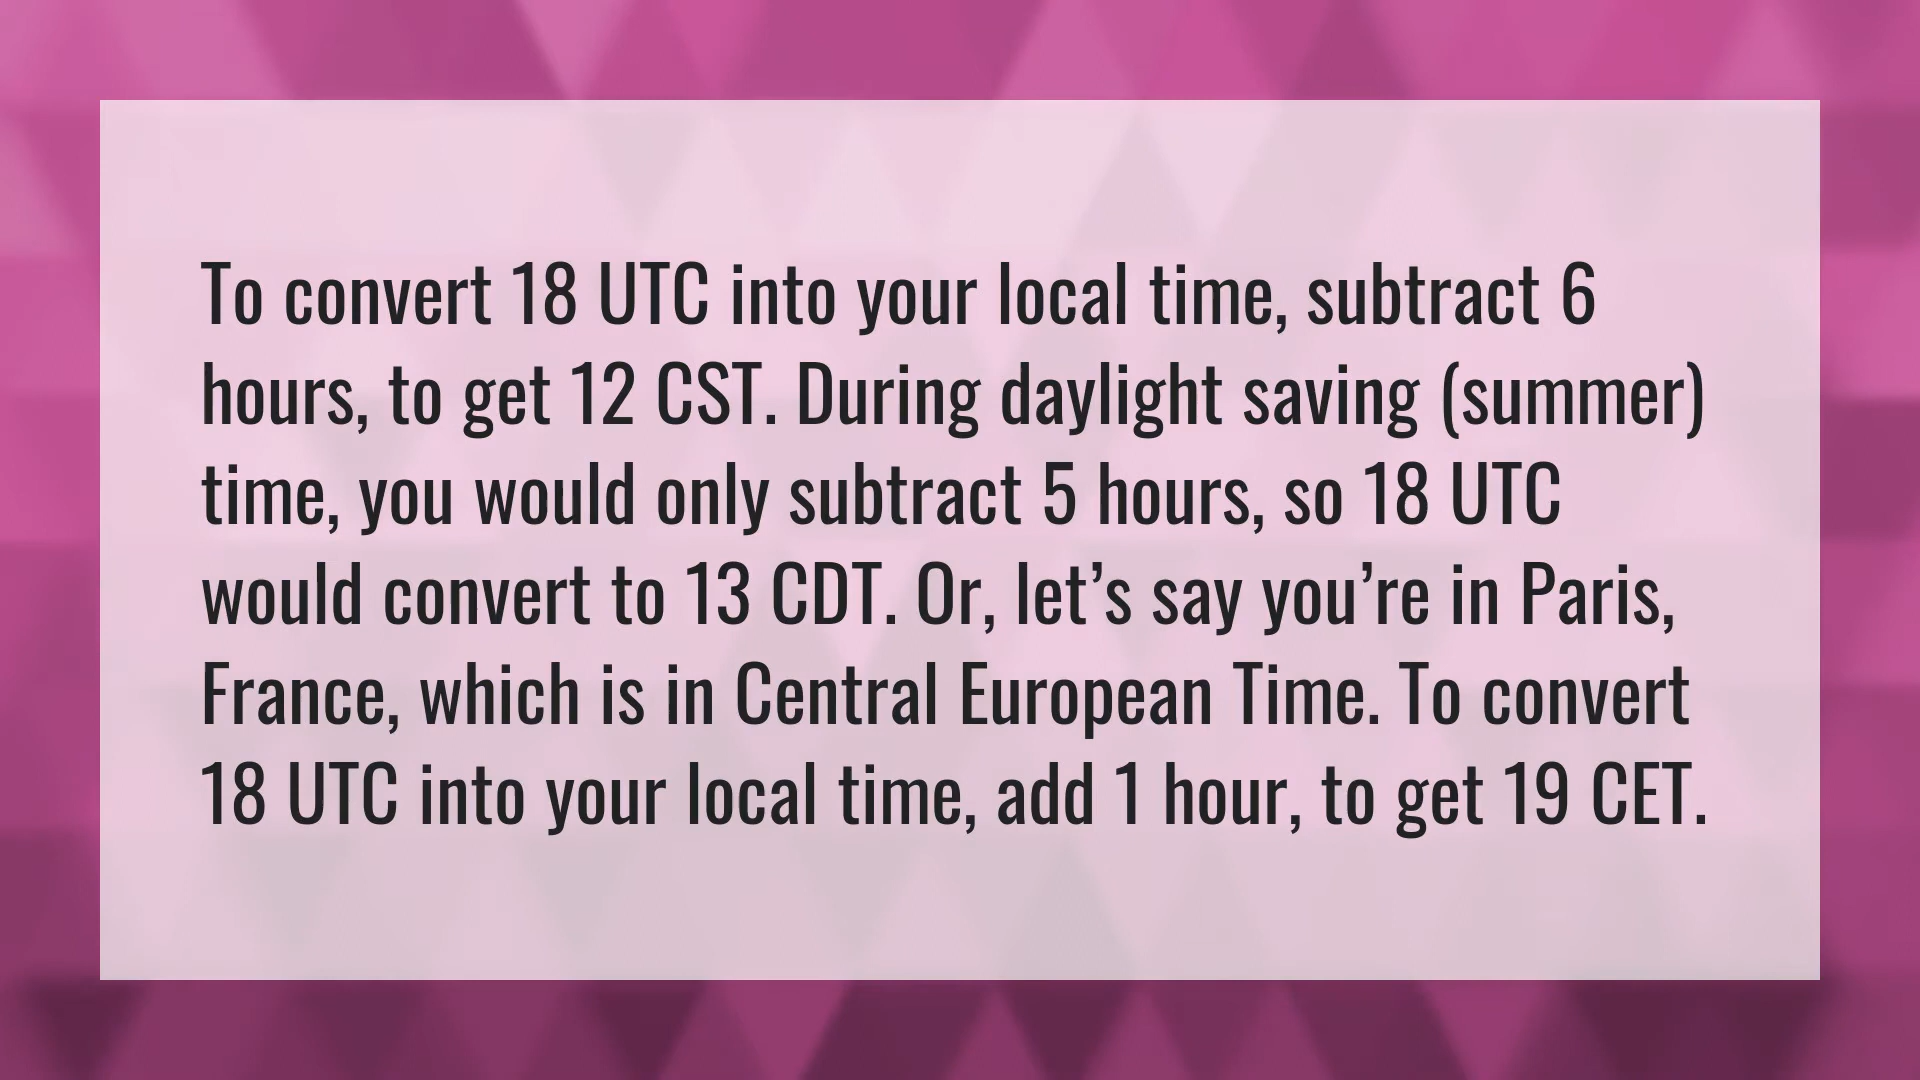 To convert 18 UTC into your local time, subtract 6
hours, to get 12 CST. During daylight saving (summer)
time, you would only subtract 5 hours, so 18 UTC
would convert to 13 CDT. Or, let’s say you’re in Paris,
France, which is in Central European Time. To convert
18 UTC into your local time, add 1 hour, to get 19 CET.